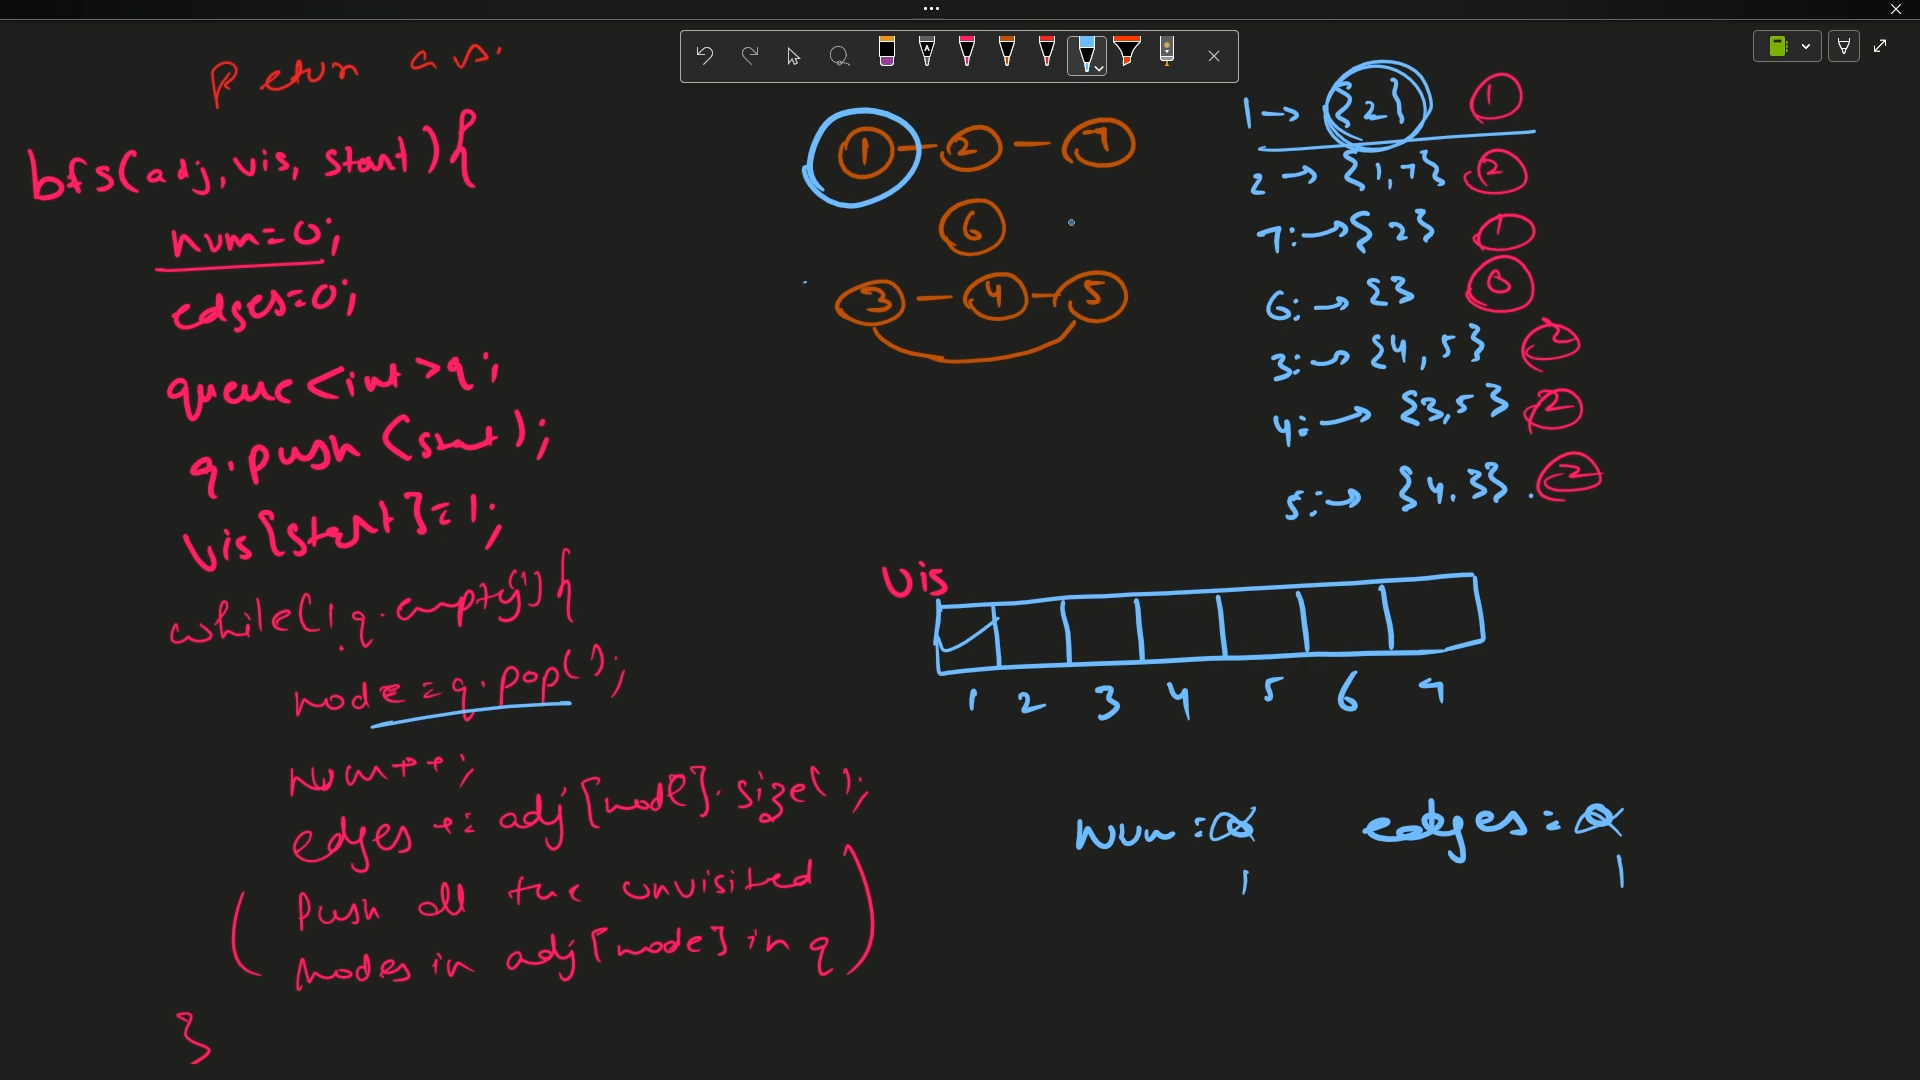 Return ans.
bfs(adj, vis, start){
num=0;
edges=0;
queue<int>q;
q.push(start);
vis[start]=1;
while(!q.empty()){
node=q.pop();
num++;
edges += adj[node].size();
(Push all the unvisited
nodes in adj[node] in q)
}
1 - 2 - 7
6
3 - 4 - 5
1 → {2} 1
2 → {1,7} 2
7: → {2} 1
6: → {} 0
3: → {4,5} 2
4: → {3,5} 2
5: → {4,3} 2
Vis
1 2 3 4 5 6 7
num = 0 edges = 0
1 1